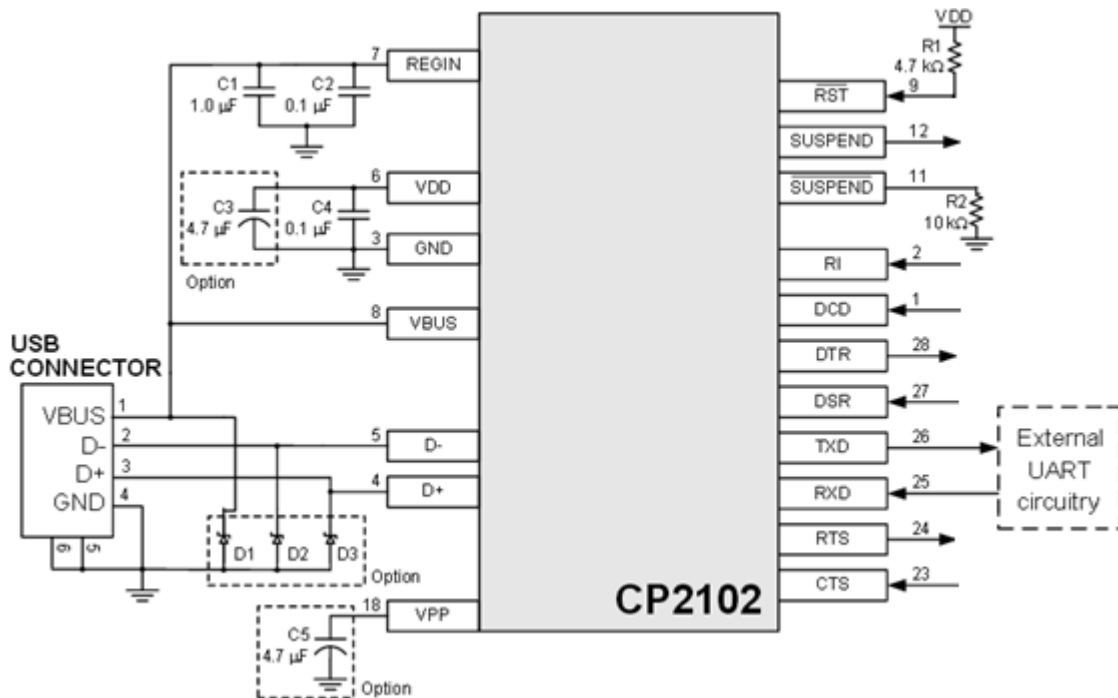 VDD
R1
4.7 kΩ
7
REGIN
C1
1.0 µF
C2
0.1 µF
RST
9
SUSPEND
12
SUSPEND
11
R2
10 kΩ
6
VDD
C3
4.7 µF
C4
0.1 µF
3
GND
Option
RI
2
DCD
1
8
VBUS
DTR
28
DSR
27
TXD
26
RXD
25
RTS
24
CTS
23
External
UART
circuitry
USB
CONNECTOR
VBUS
1
D-
2
D+
3
GND
4
6
5
5
D-
4
D+
D1
D2
D3
Option
18
VPP
C5
4.7 µF
Option
CP2102